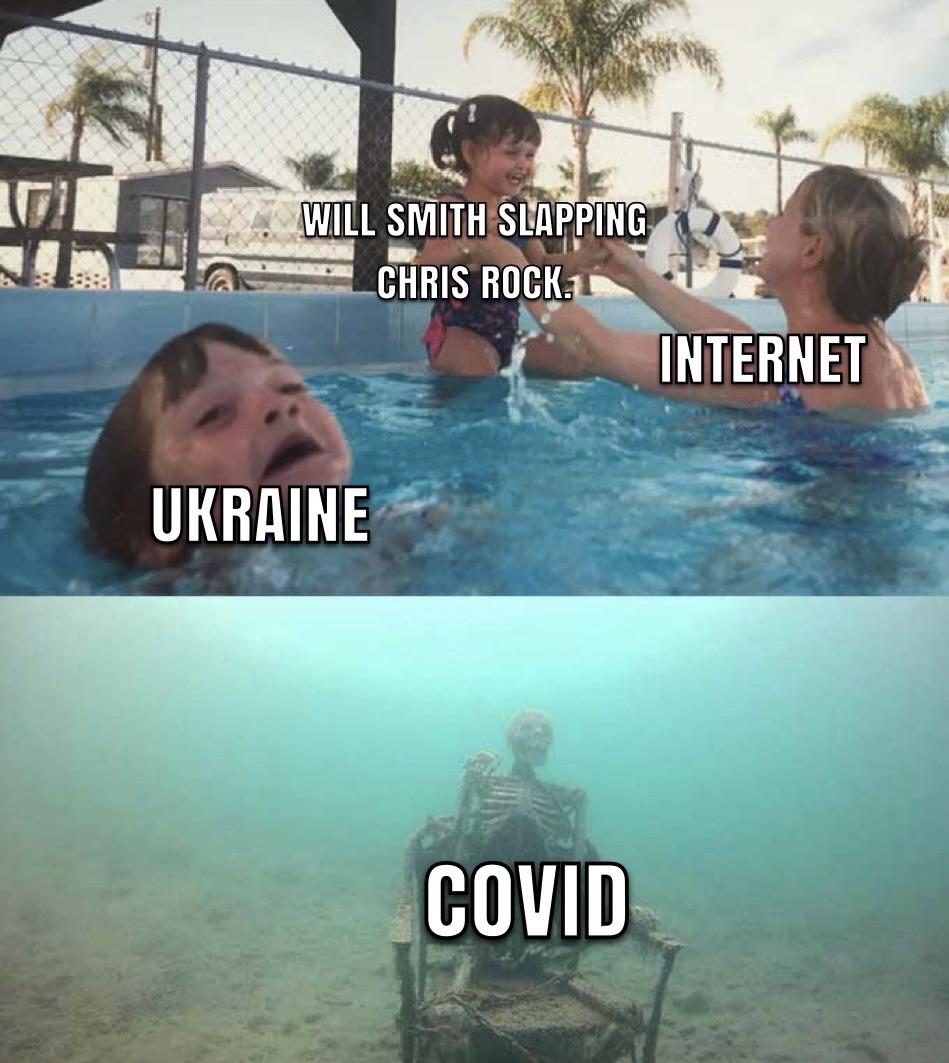 WILL SMITH SLAPPING
CHRIS ROCK.
INTERNET
UKRAINE
COVID